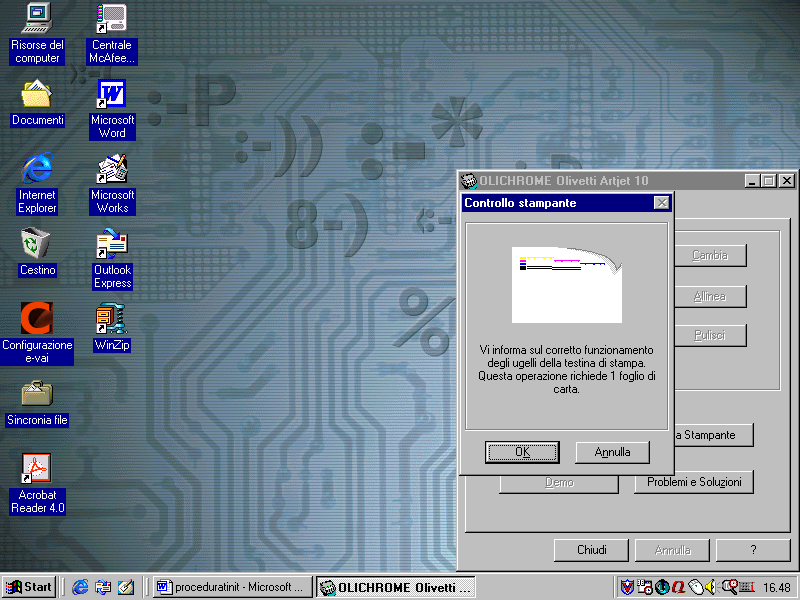 Risorse del
computer
Centrale
McAfee...
Documenti
Microsoft
Word
Internet
Explorer
Microsoft
Works
Cestino
Outlook
Express
Configurazione
e-vai
WinZip
Sincronia file
Acrobat
Reader 4.0
:-P
:-))
:-*
8-)
%
OLICHROME Olivetti Artjet 10
Controllo stampante
Vi informa sul corretto funzionamento
degli ugelli della testina di stampa.
Questa operazione richiede 1 foglio di
carta.
OK
Annulla
Cambia
Allinea
Pulisci
a Stampante
Demo
Problemi e Soluzioni
Chiudi
Annulla
?
Start
proceduratinit - Microsoft ...
OLICHROME Olivetti ...
16.48